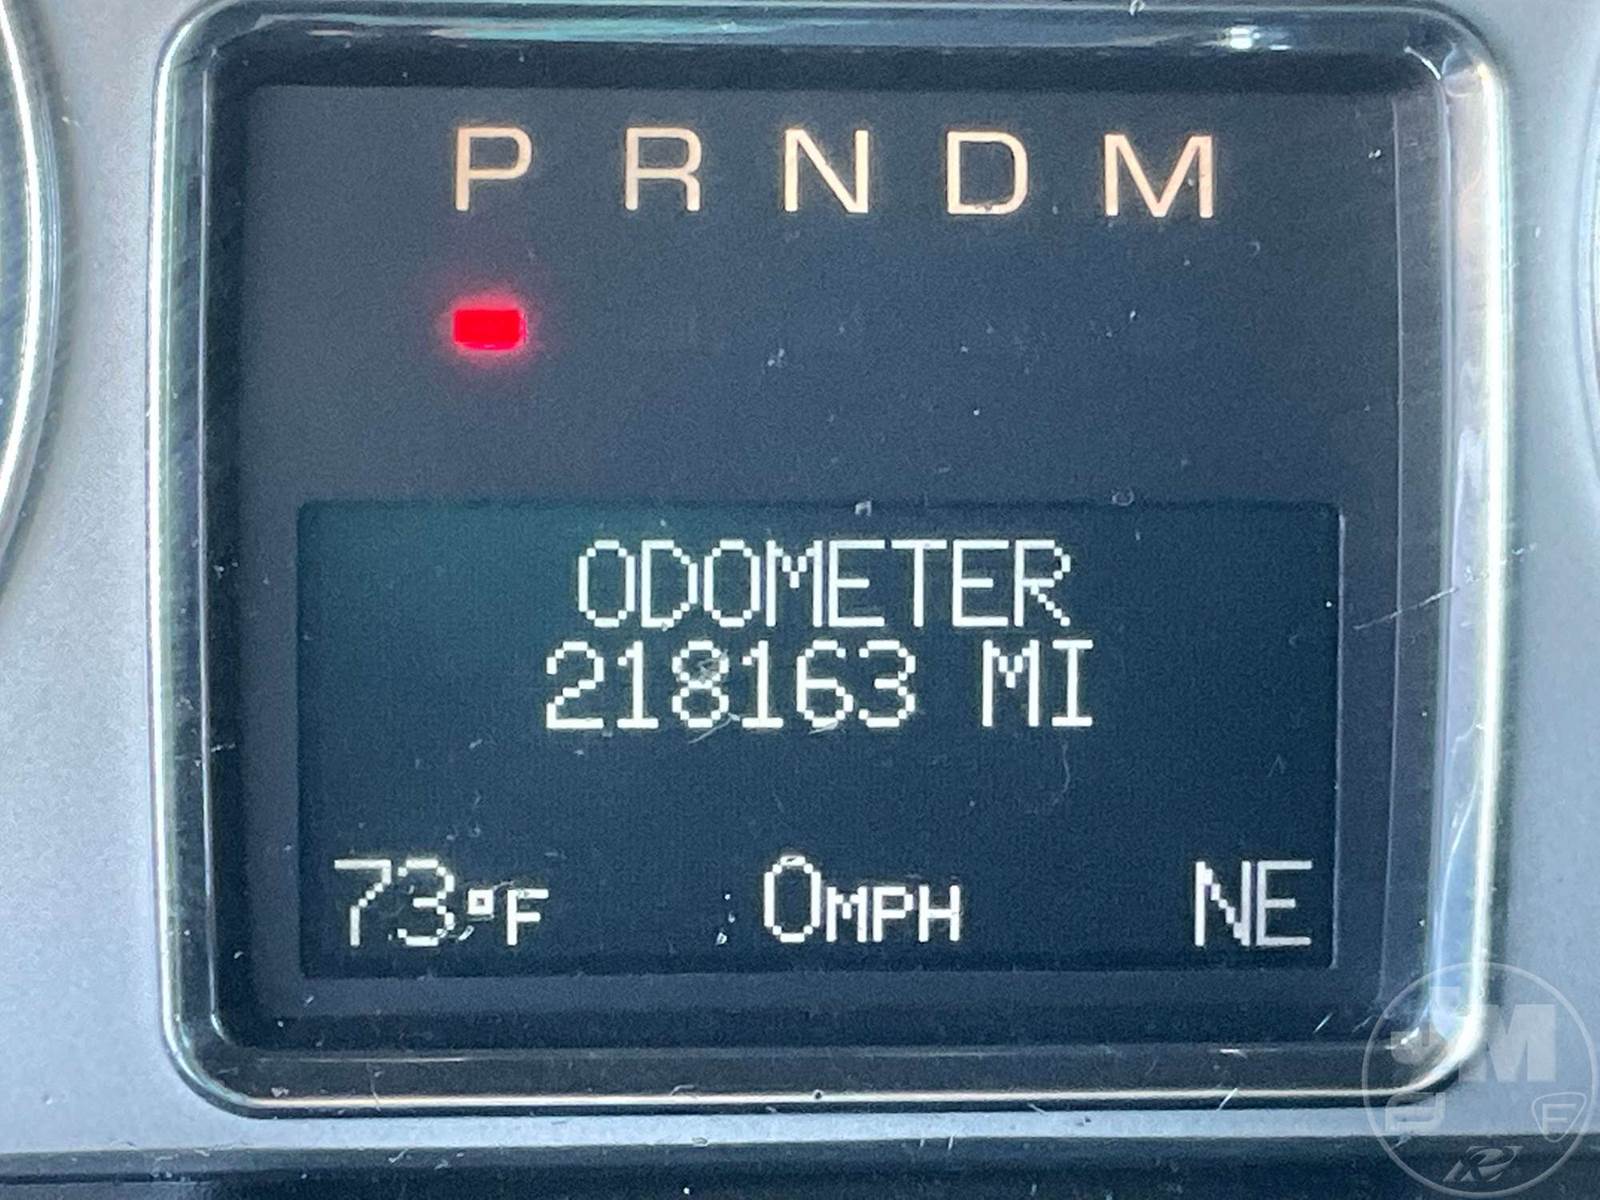 P R N D M
ODOMETER
218163 MI
73°F 0MPH NE